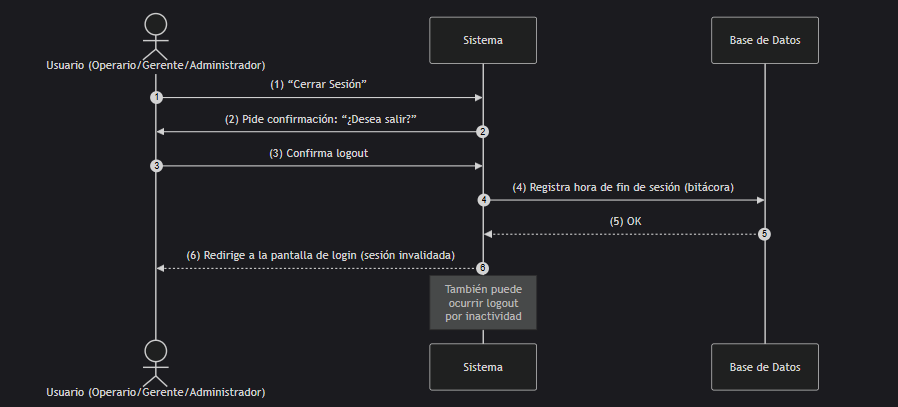 Usuario (Operario/Gerente/Administrador)
Sistema
Base de Datos
(1) “Cerrar Sesión”
1
(2) Pide confirmación: “¿Desea salir?”
2
(3) Confirma logout
3
(4) Registra hora de fin de sesión (bitácora)
4
(5) OK
5
(6) Redirige a la pantalla de login (sesión invalidada)
6
También puede
ocurrir logout
por inactividad
Usuario (Operario/Gerente/Administrador)
Sistema
Base de Datos